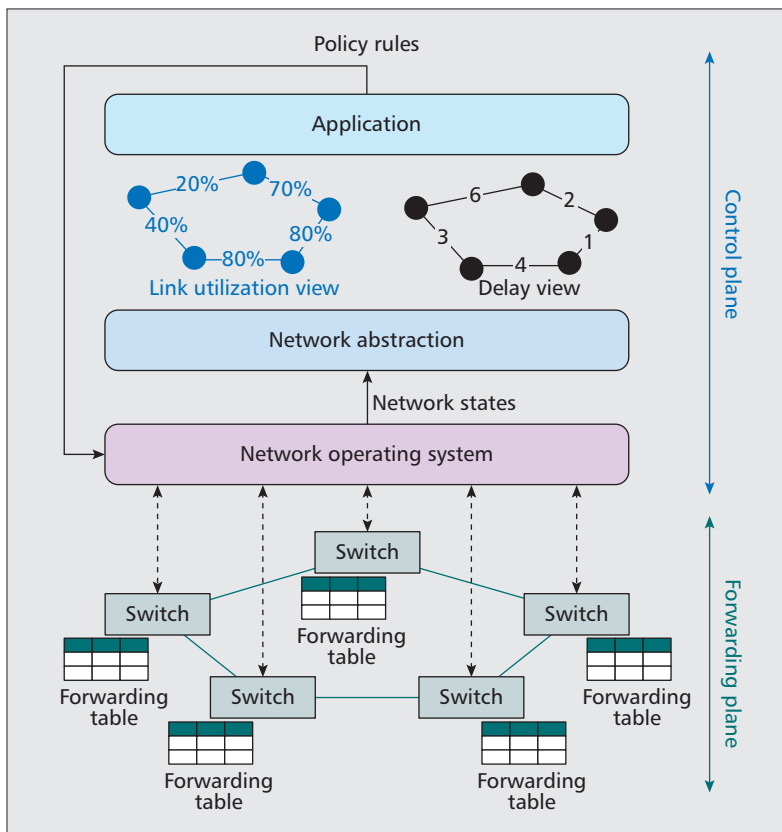 Policy rules
Application
20%
70%
40%
80%
80%
Link utilization view
6
2
3
1
4
Delay view
Control plane
Network abstraction
Network states
Network operating system
Switch
Forwarding
table
Switch
Forwarding
table
Switch
Forwarding
table
Switch
Forwarding
table
Switch
Forwarding
table
Forwarding plane